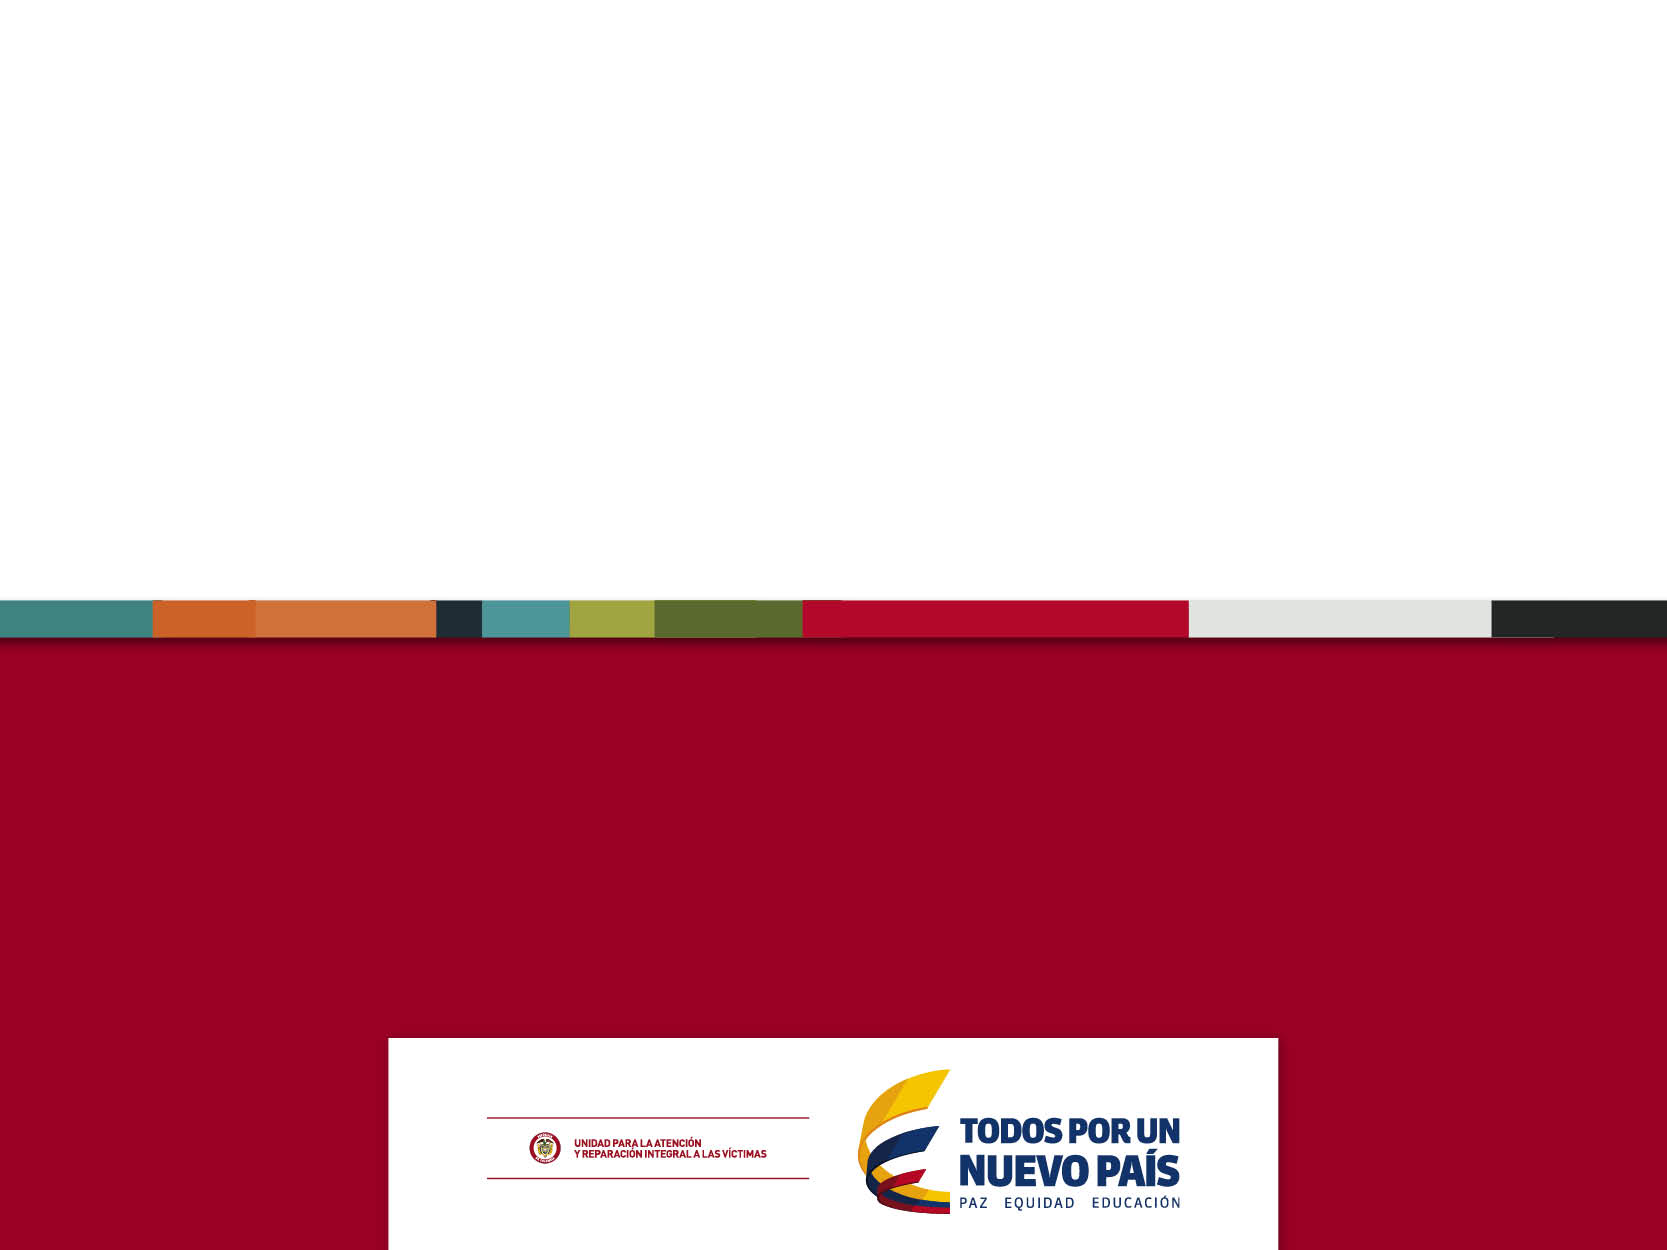 UNIDAD PARA LA ATENCIÓN
Y REPARACIÓN INTEGRAL A LAS VÍCTIMAS
TODOS POR UN
NUEVO PAÍS
PAZ EQUIDAD EDUCACIÓN